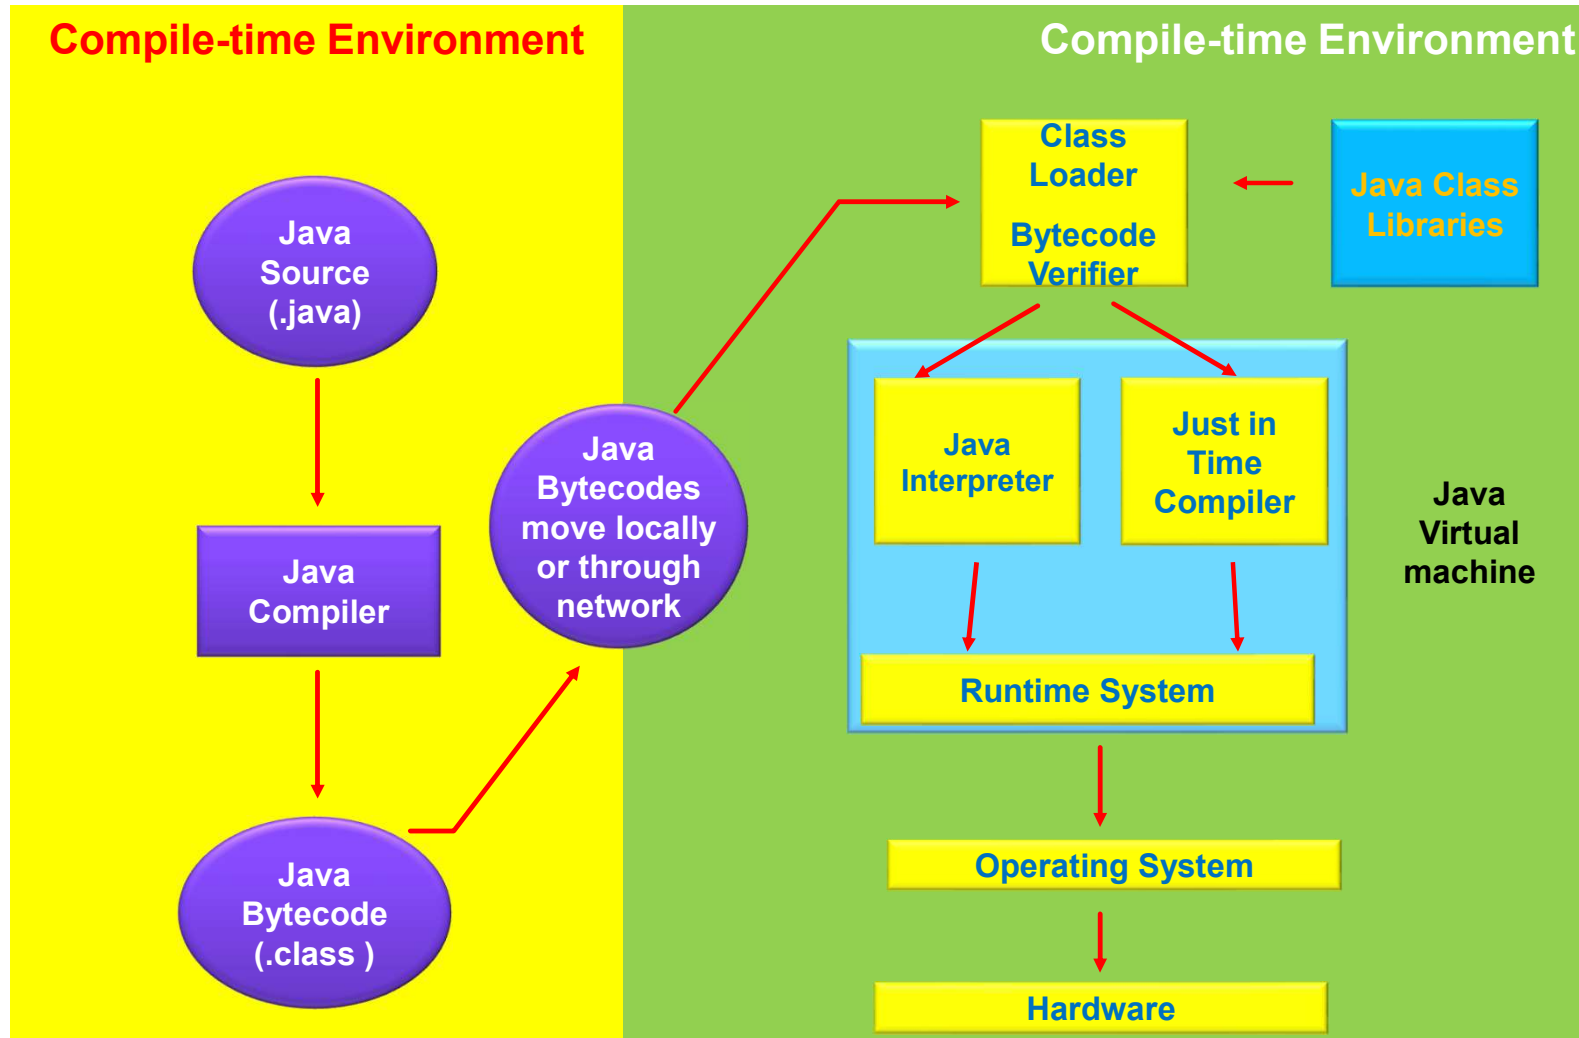 Compile-time Environment
Compile-time Environment
Java
Source
(.java)
Java
Compiler
Java
Bytecode
(.class )
Java
Bytecodes
move locally
or through
network
Class
Loader
Bytecode
Verifier
Java Class
Libraries
Java
Interpreter
Just in
Time
Compiler
Runtime System
Java
Virtual
machine
Operating System
Hardware